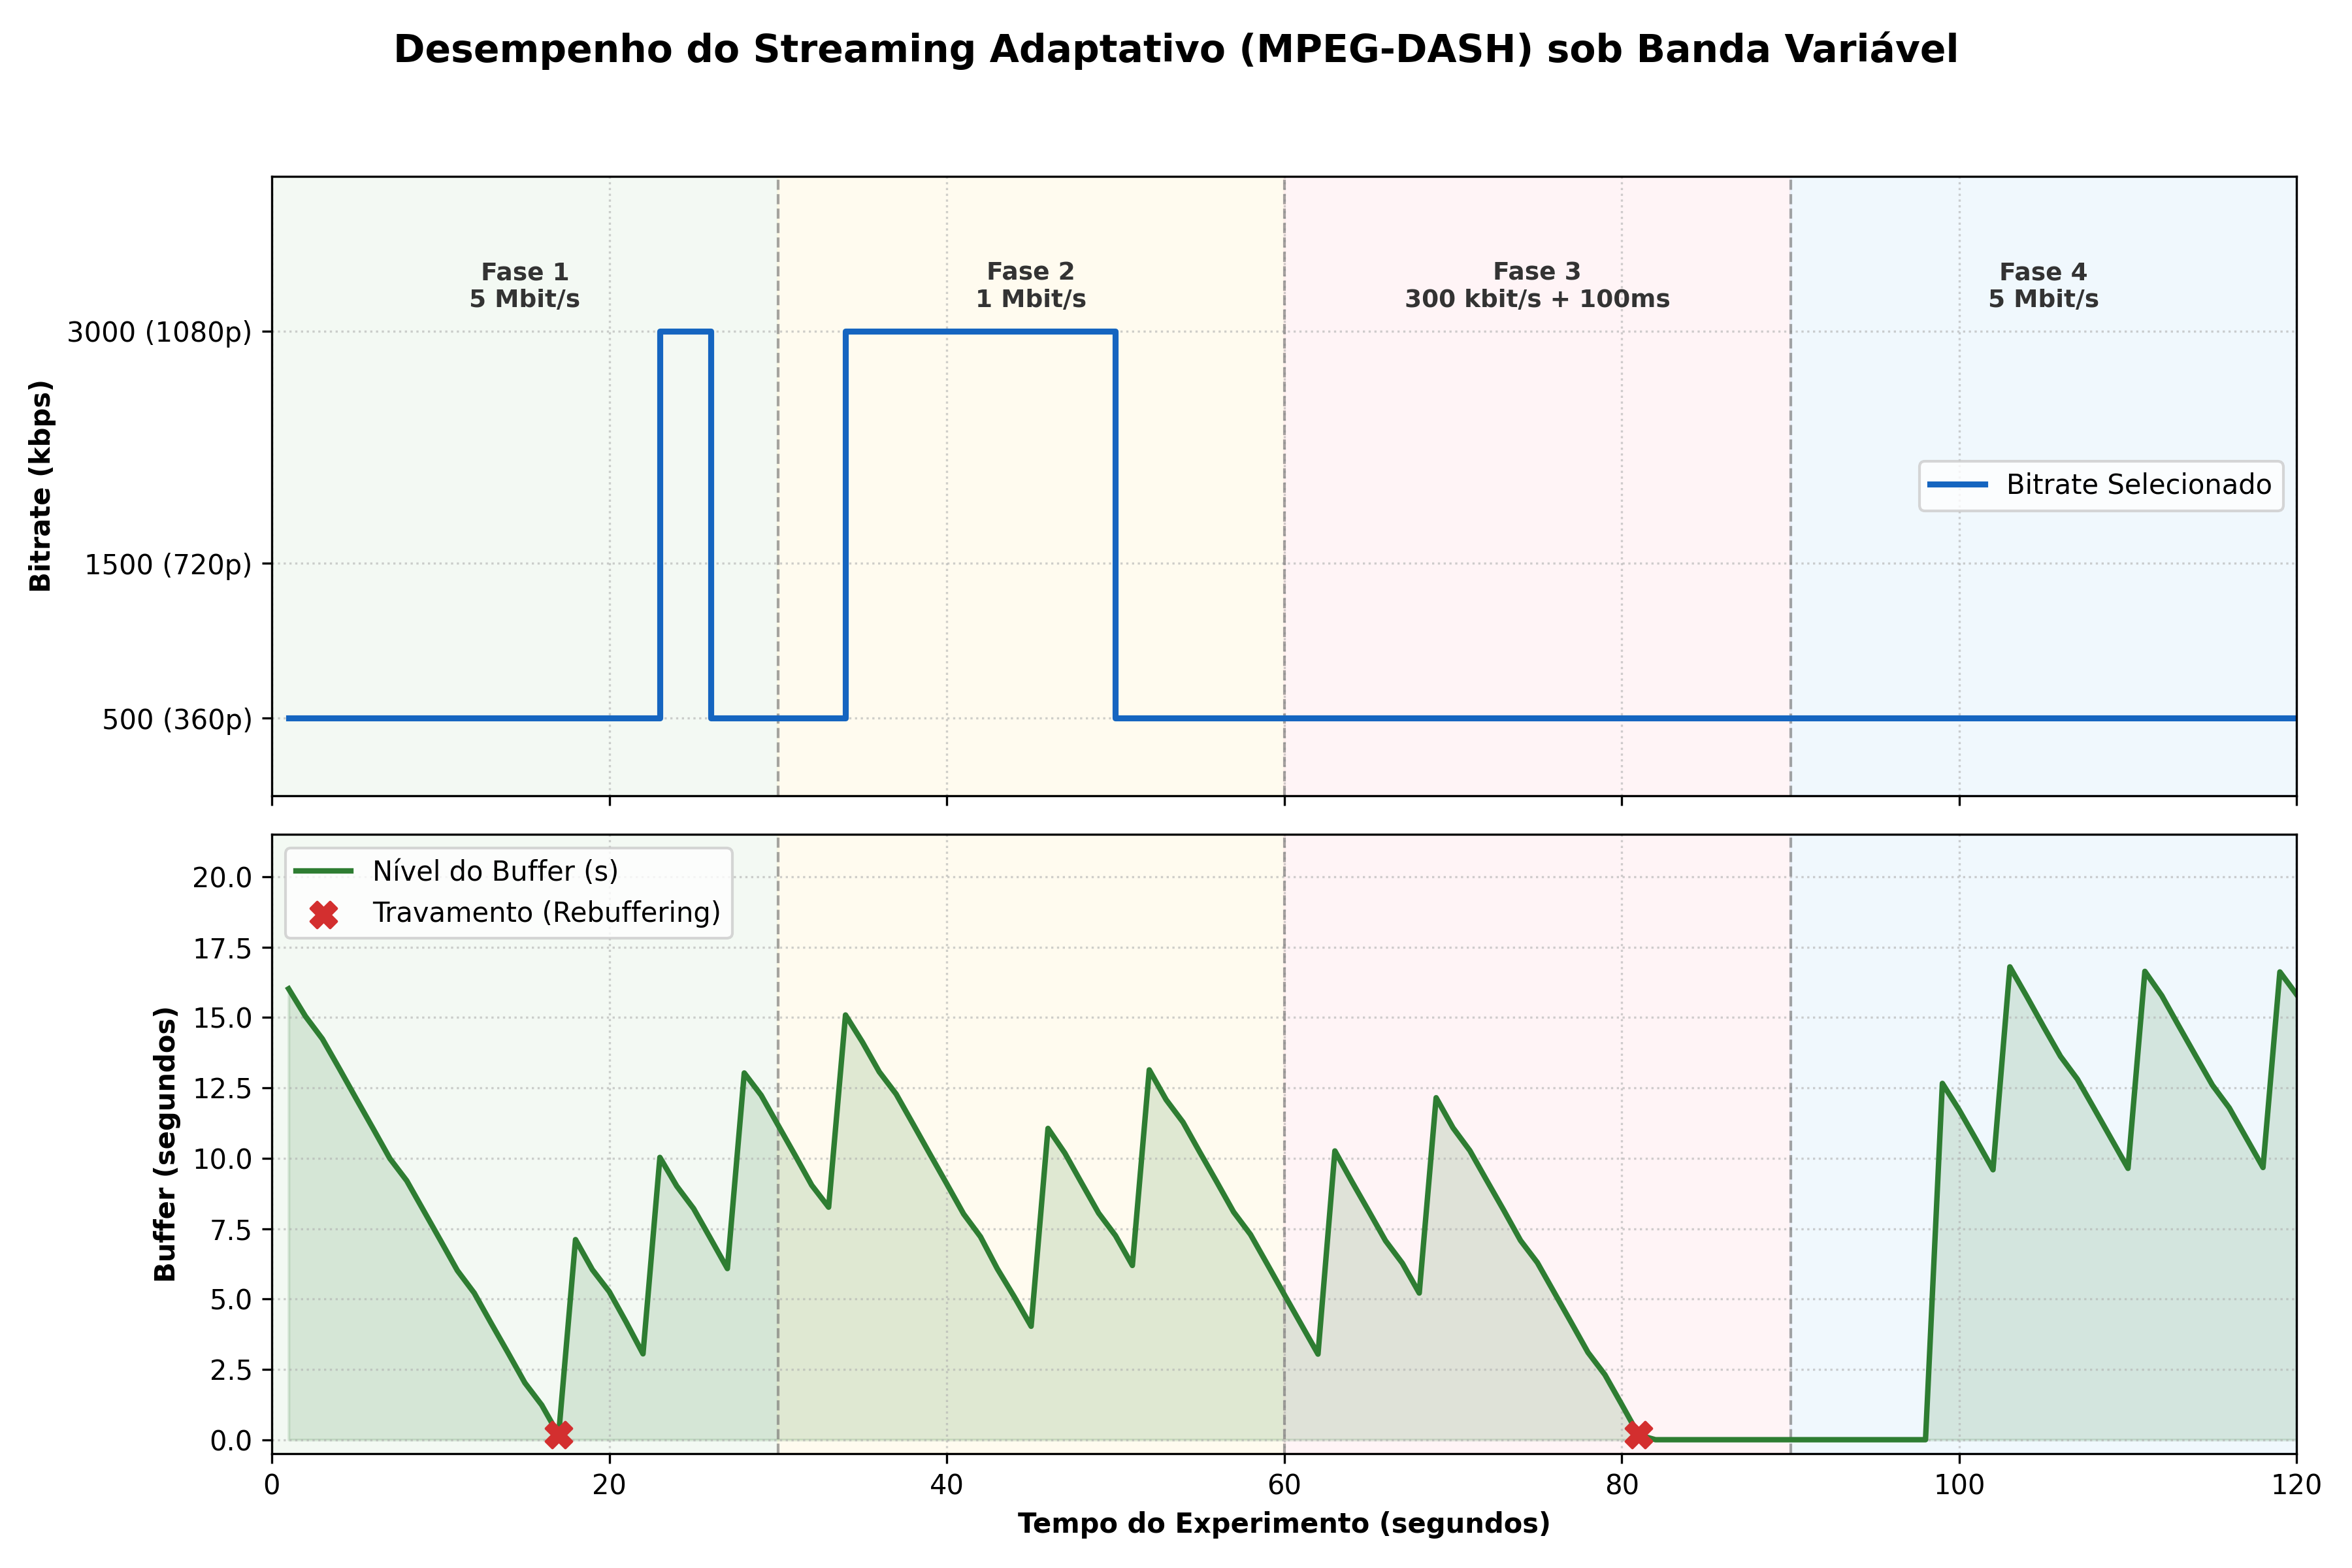 Desempenho do Streaming Adaptativo (MPEG-DASH) sob Banda Variável
Fase 1
5 Mbit/s
Fase 2
1 Mbit/s
Fase 3
300 kbit/s + 100ms
Fase 4
5 Mbit/s
3000 (1080p)
1500 (720p)
500 (360p)
Bitrate (kbps)
Bitrate Selecionado
Nível do Buffer (s)
Travamento (Rebuffering)
20.0
17.5
15.0
12.5
10.0
7.5
5.0
2.5
0.0
Buffer (segundos)
0 20 40 60 80 100 120
Tempo do Experimento (segundos)